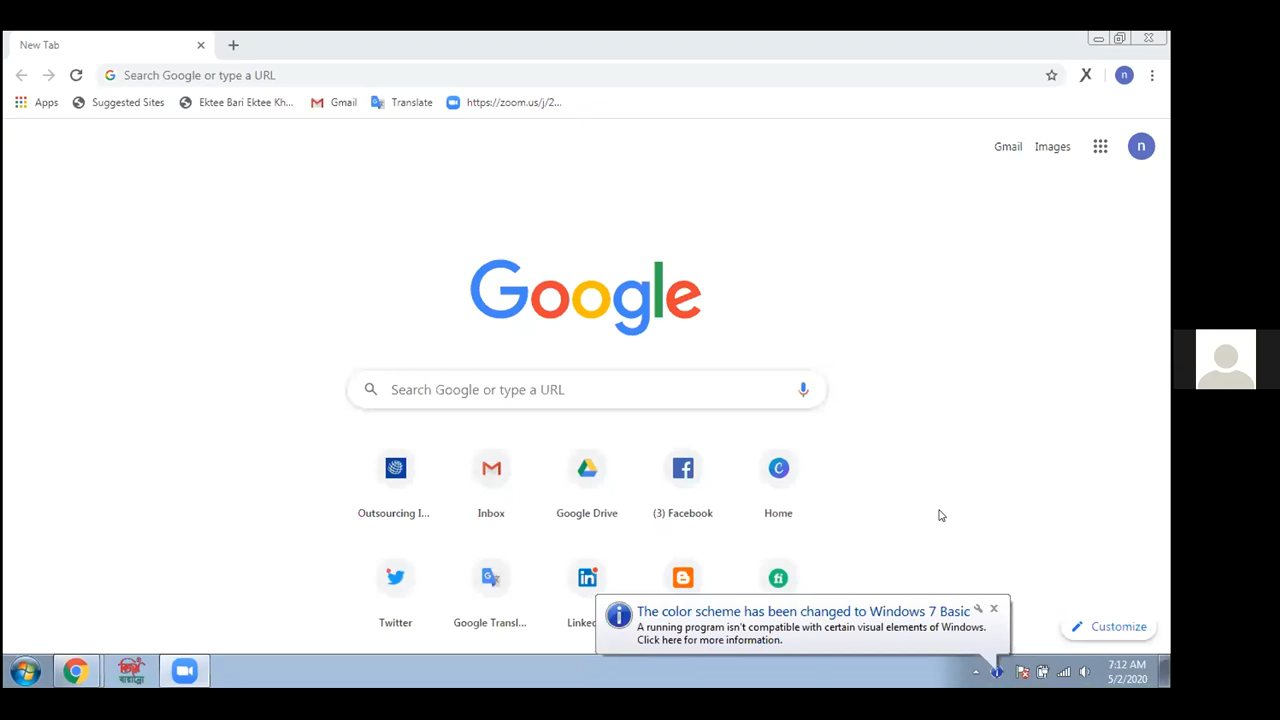 New Tab
Search Google or type a URL
n
Apps
Suggested Sites
Ektee Bari Ektee Kh...
Gmail
Translate
https://zoom.us/j/2...
Gmail
Images
n
Google
Search Google or type a URL
Outsourcing I...
Inbox
Google Drive
(3) Facebook
Home
Twitter
Google Transl...
The color scheme has been changed to Windows 7 Basic
A running program isn't compatible with certain visual elements of Windows.
Click here for more information.
Customize
7:12 AM
5/2/2020